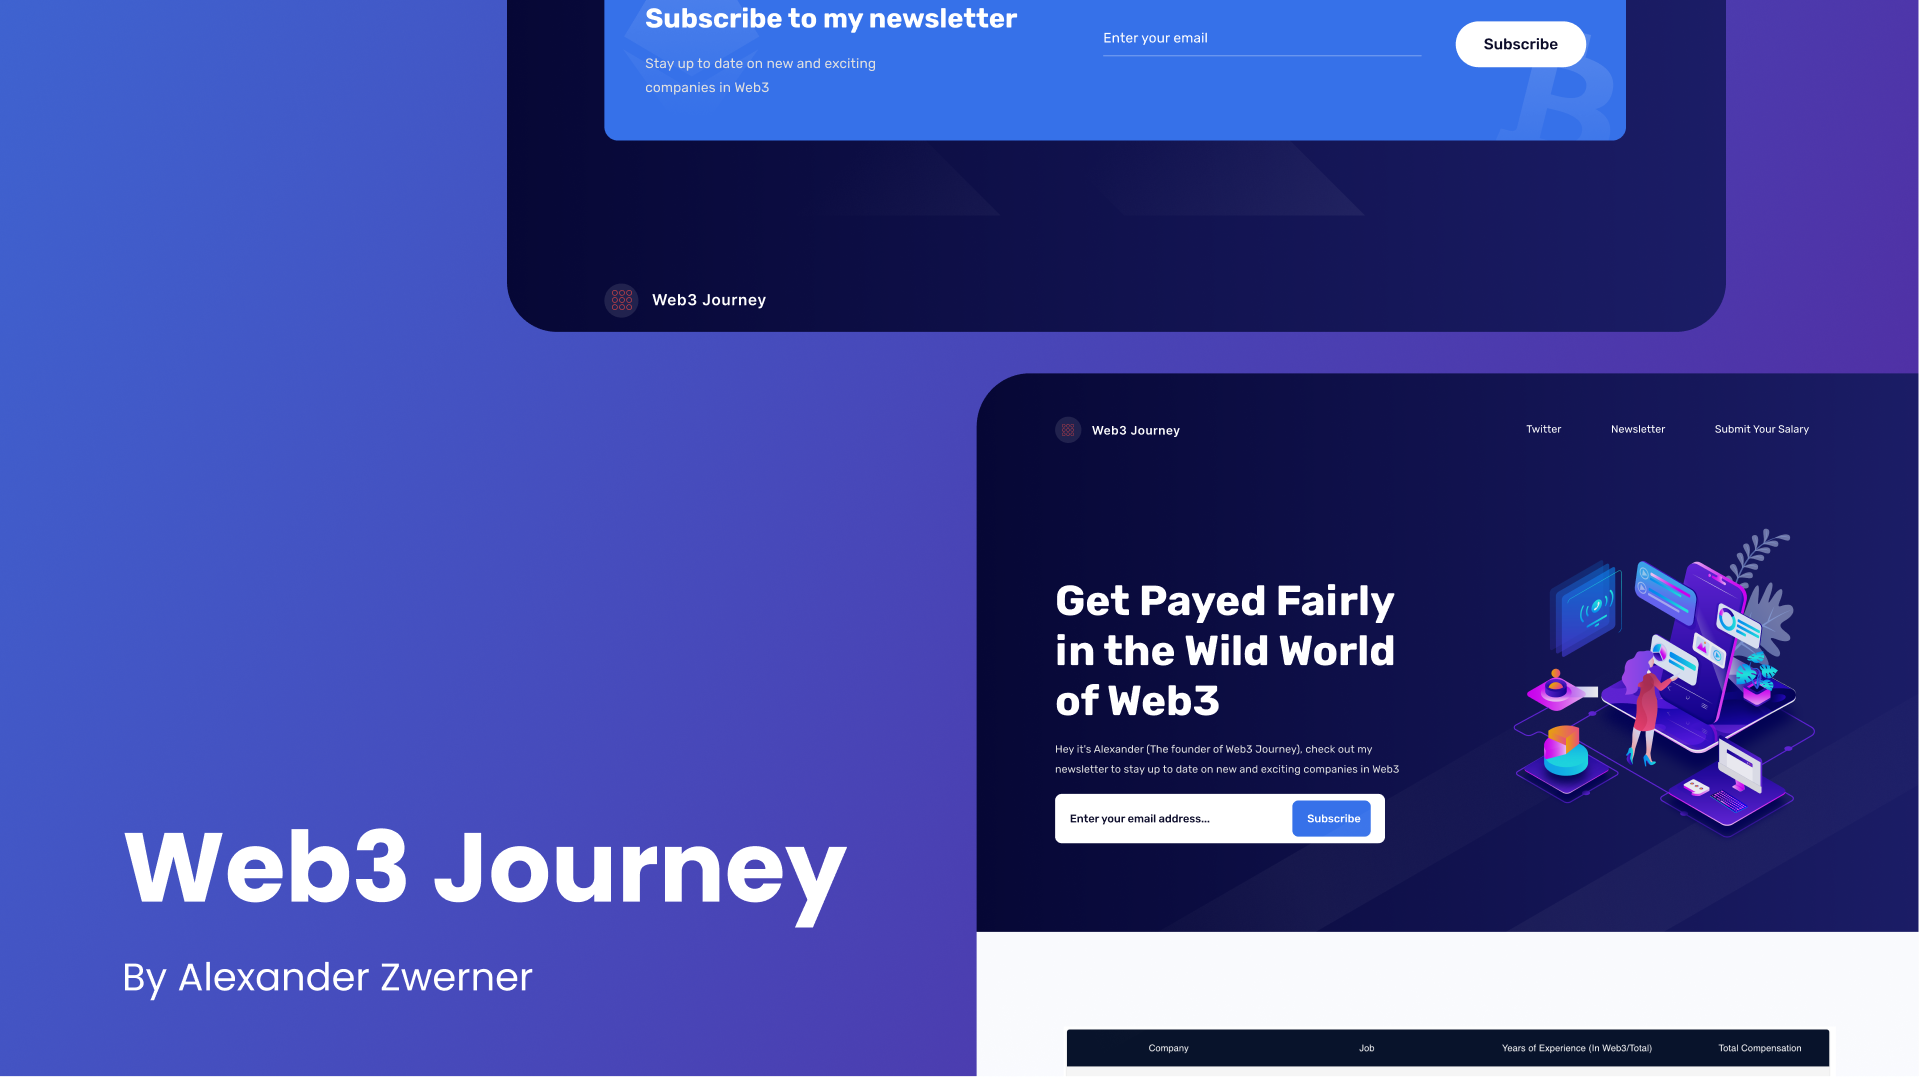 Subscribe to my newsletter
Stay up to date on new and exciting
companies in Web3
Enter your email
Subscribe
Web3 Journey
Web3 Journey
Twitter
Newsletter
Submit Your Salary
Get Payed Fairly
in the Wild World
of Web3
Hey it's Alexander (The founder of Web3 Journey), check out my
newsletter to stay up to date on new and exciting companies in Web3
Enter your email address...
Subscribe
Web3 Journey
By Alexander Zwerner
Company
Job
Years of Experience (In Web3/Total)
Total Compensation